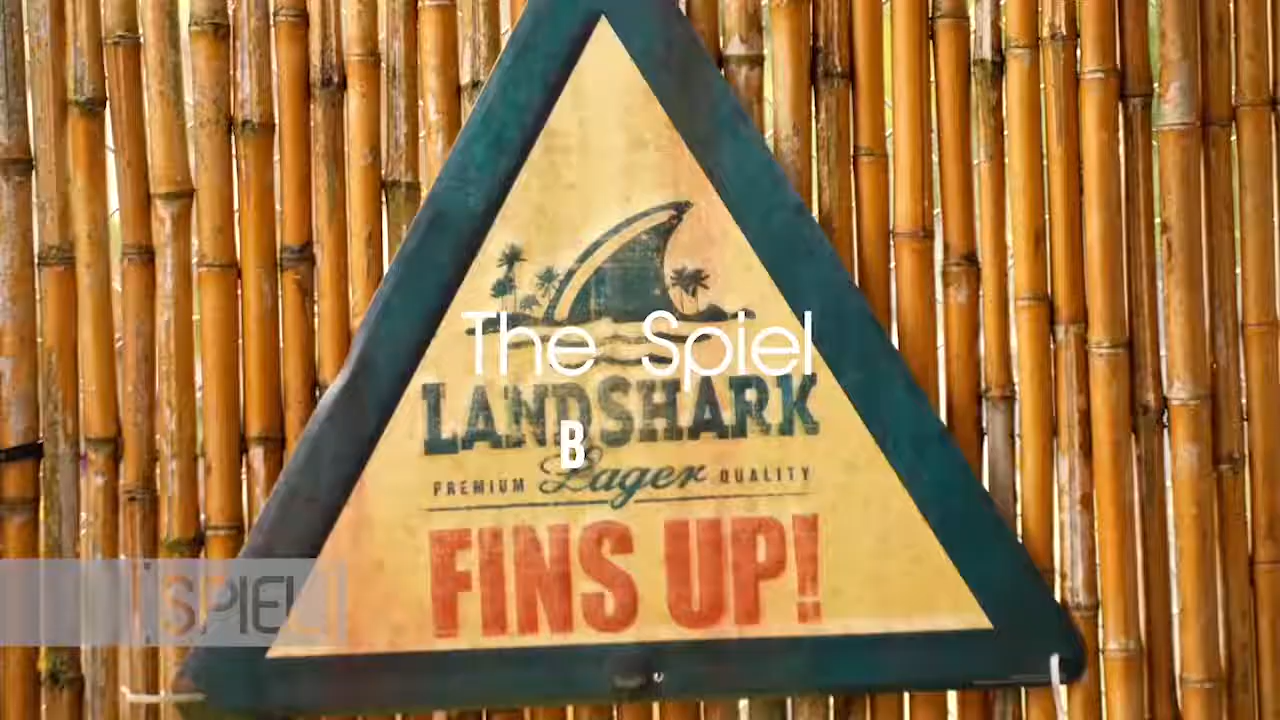 The Spiel
LANDSHARK
B
PREMIUM Lager QUALITY
FINS UP!
SPIEL